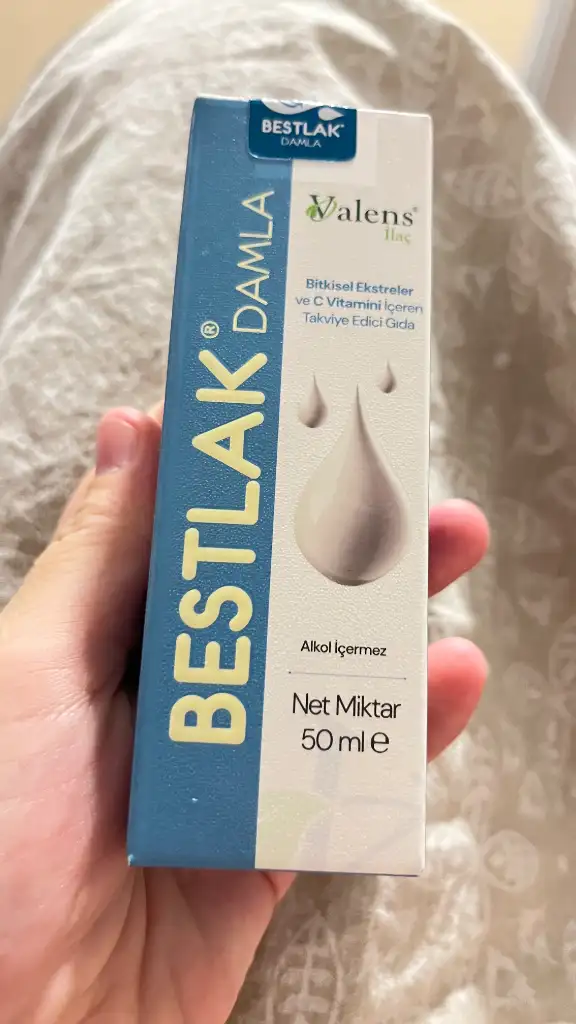 BESTLAK™
DAMLA
Valens®
İlaç
Bitkisel Ekstreler
ve C Vitamini İçeren
Takviye Edici Gıda
BESTLAK® DAMLA
Alkol İçermez
Net Miktar
50 ml ℮